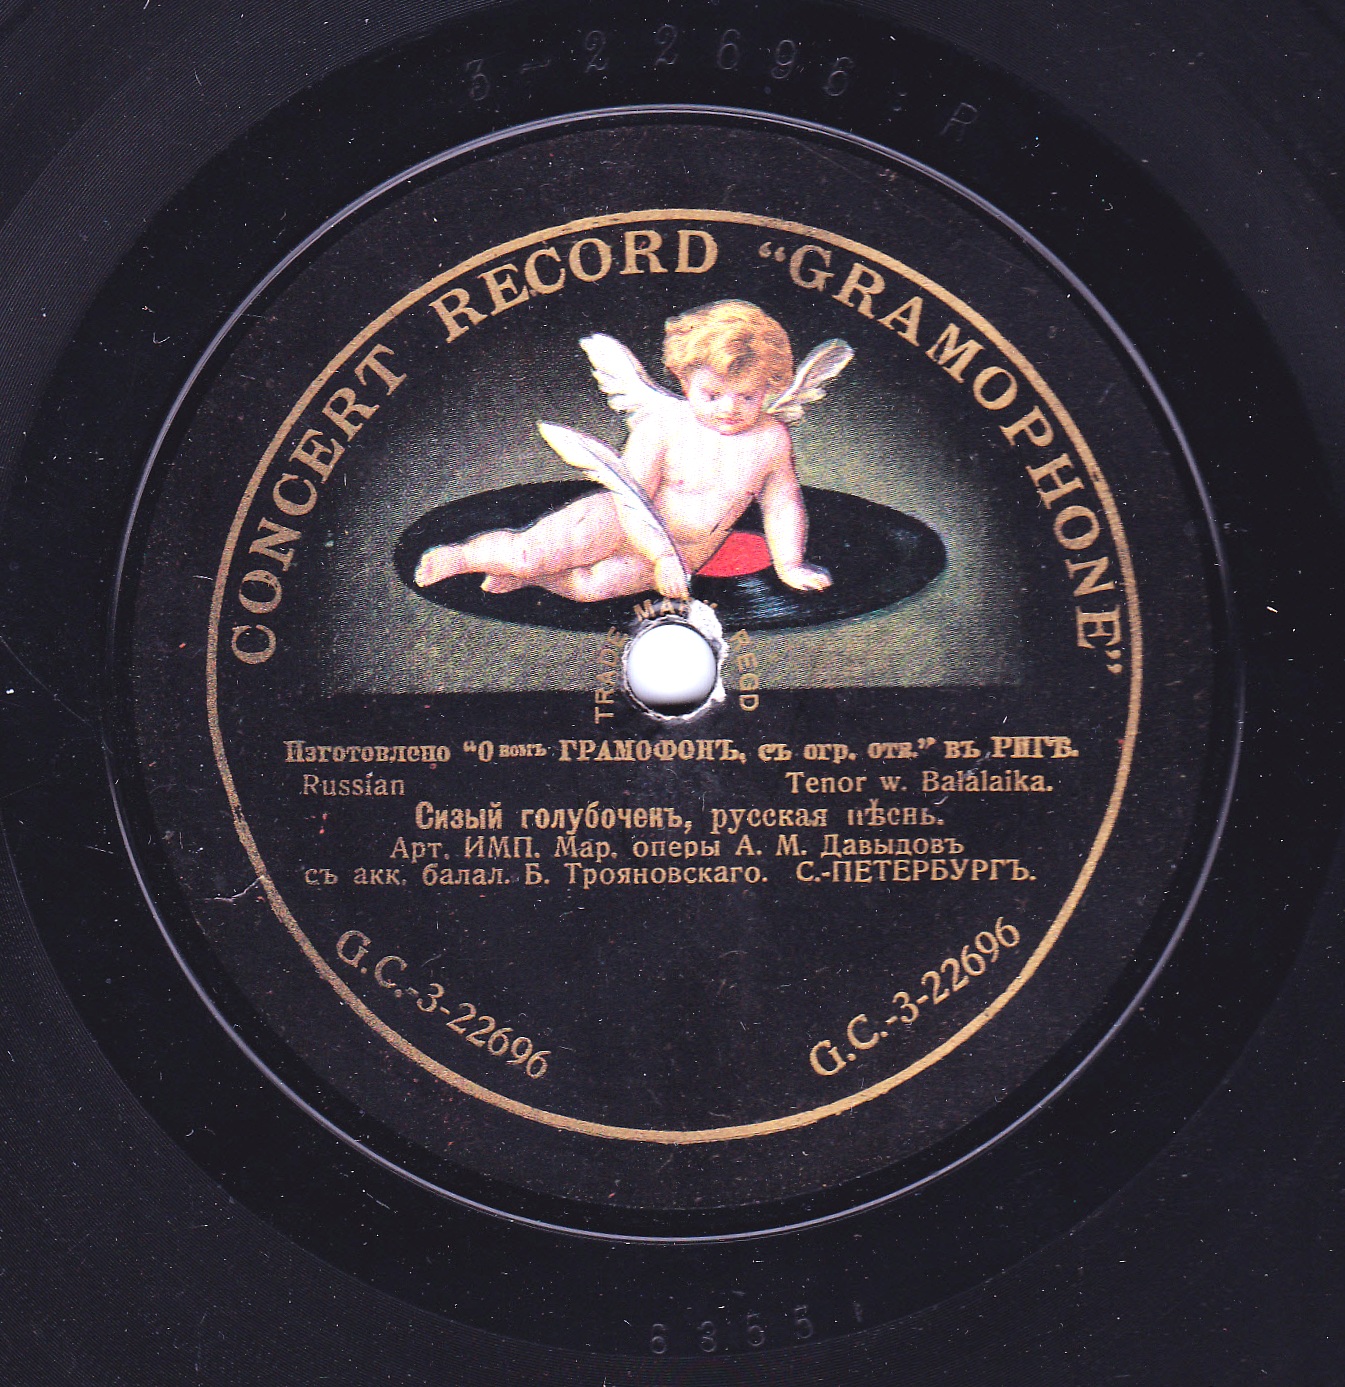 3-22696 R
CONCERT RECORD “GRAMOPHONE”
TRADE MARK REGD
Изготовлено “О вомъ ГРАМОФОНЪ, съ огр. отв.” въ РИГѢ.
Russian Tenor w. Balalaika.
Сизый голубочекъ, русская пѣснь.
Арт. ИМП. Мар. оперы А. М. Давыдовъ
съ акк. балал. Б. Трояновскаго. С.-ПЕТЕРБУРГЪ.
G.C.-3-22696 G.C.-3-22696